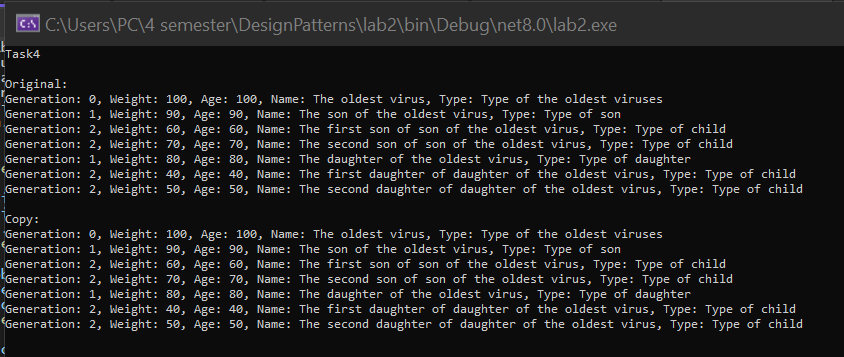 C:\Users\PC\4 semester\DesignPatterns\lab2\bin\Debug\net8.0\lab2.exe
Task4
Original:
Generation: 0, Weight: 100, Age: 100, Name: The oldest virus, Type: Type of the oldest viruses
Generation: 1, Weight: 90, Age: 90, Name: The son of the oldest virus, Type: Type of son
Generation: 2, Weight: 60, Age: 60, Name: The first son of son of the oldest virus, Type: Type of child
Generation: 2, Weight: 70, Age: 70, Name: The second son of son of the oldest virus, Type: Type of child
Generation: 1, Weight: 80, Age: 80, Name: The daughter of the oldest virus, Type: Type of daughter
Generation: 2, Weight: 40, Age: 40, Name: The first daughter of daughter of the oldest virus, Type: Type of child
Generation: 2, Weight: 50, Age: 50, Name: The second daughter of daughter of the oldest virus, Type: Type of child
Copy:
Generation: 0, Weight: 100, Age: 100, Name: The oldest virus, Type: Type of the oldest viruses
Generation: 1, Weight: 90, Age: 90, Name: The son of the oldest virus, Type: Type of son
Generation: 2, Weight: 60, Age: 60, Name: The first son of son of the oldest virus, Type: Type of child
Generation: 2, Weight: 70, Age: 70, Name: The second son of son of the oldest virus, Type: Type of child
Generation: 1, Weight: 80, Age: 80, Name: The daughter of the oldest virus, Type: Type of daughter
Generation: 2, Weight: 40, Age: 40, Name: The first daughter of daughter of the oldest virus, Type: Type of child
Generation: 2, Weight: 50, Age: 50, Name: The second daughter of daughter of the oldest virus, Type: Type of child